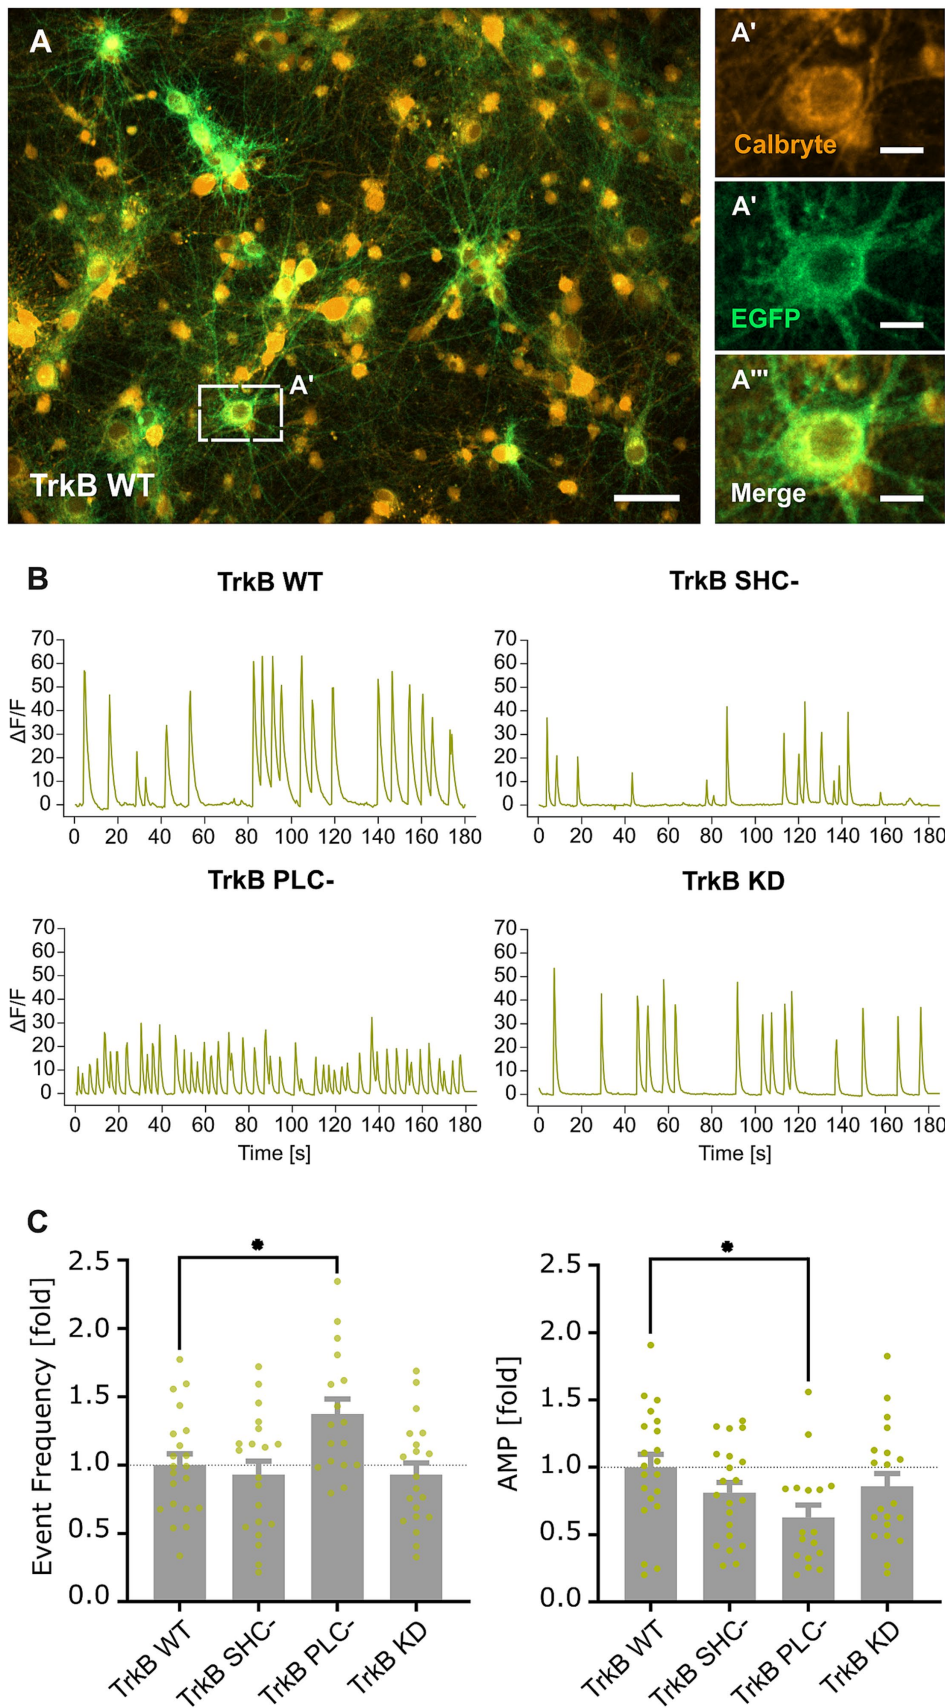 A
A'
TrkB WT
A'
Calbryte
A'
EGFP
A'''
Merge
B
TrkB WT
ΔF/F
70
60
50
40
30
20
10
0
0 20 40 60 80 100 120 140 160 180
TrkB SHC-
70
60
50
40
30
20
10
0
0 20 40 60 80 100 120 140 160 180
TrkB PLC-
ΔF/F
70
60
50
40
30
20
10
0
0 20 40 60 80 100 120 140 160 180
Time [s]
TrkB KD
70
60
50
40
30
20
10
0
0 20 40 60 80 100 120 140 160 180
Time [s]
C
Event Frequency [fold]
2.5
2.0
1.5
1.0
0.5
0.0
*
TrkB WT
TrkB SHC-
TrkB PLC-
TrkB KD
AMP [fold]
2.5
2.0
1.5
1.0
0.5
0.0
*
TrkB WT
TrkB SHC-
TrkB PLC-
TrkB KD